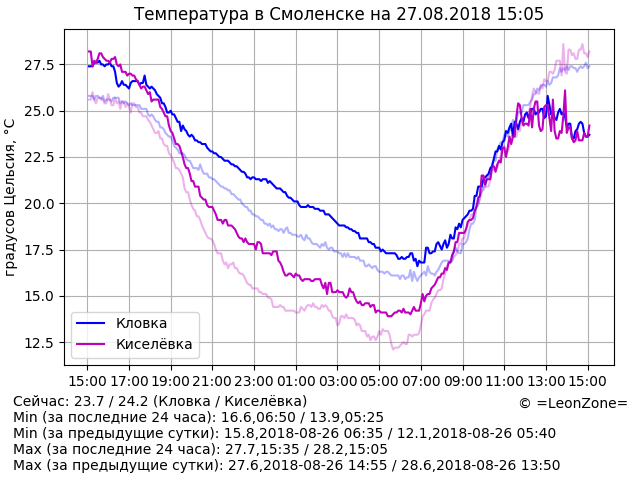 Температура в Смоленске на 27.08.2018 15:05
градусов Цельсия, °C
27.5
25.0
22.5
20.0
17.5
15.0
12.5
Кловка
Киселёвка
15:00 17:00 19:00 21:00 23:00 01:00 03:00 05:00 07:00 09:00 11:00 13:00 15:00
Сейчас: 23.7 / 24.2 (Кловка / Киселёвка)
© =LeonZone=
Min (за последние 24 часа): 16.6,06:50 / 13.9,05:25
Min (за предыдущие сутки): 15.8,2018-08-26 06:35 / 12.1,2018-08-26 05:40
Max (за последние 24 часа): 27.7,15:35 / 28.2,15:05
Max (за предыдущие сутки): 27.6,2018-08-26 14:55 / 28.6,2018-08-26 13:50